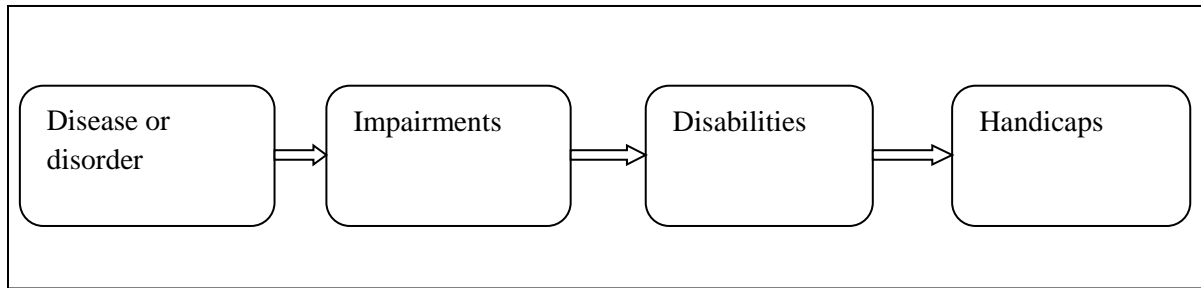 Disease or
disorder
Impairments
Disabilities
Handicaps